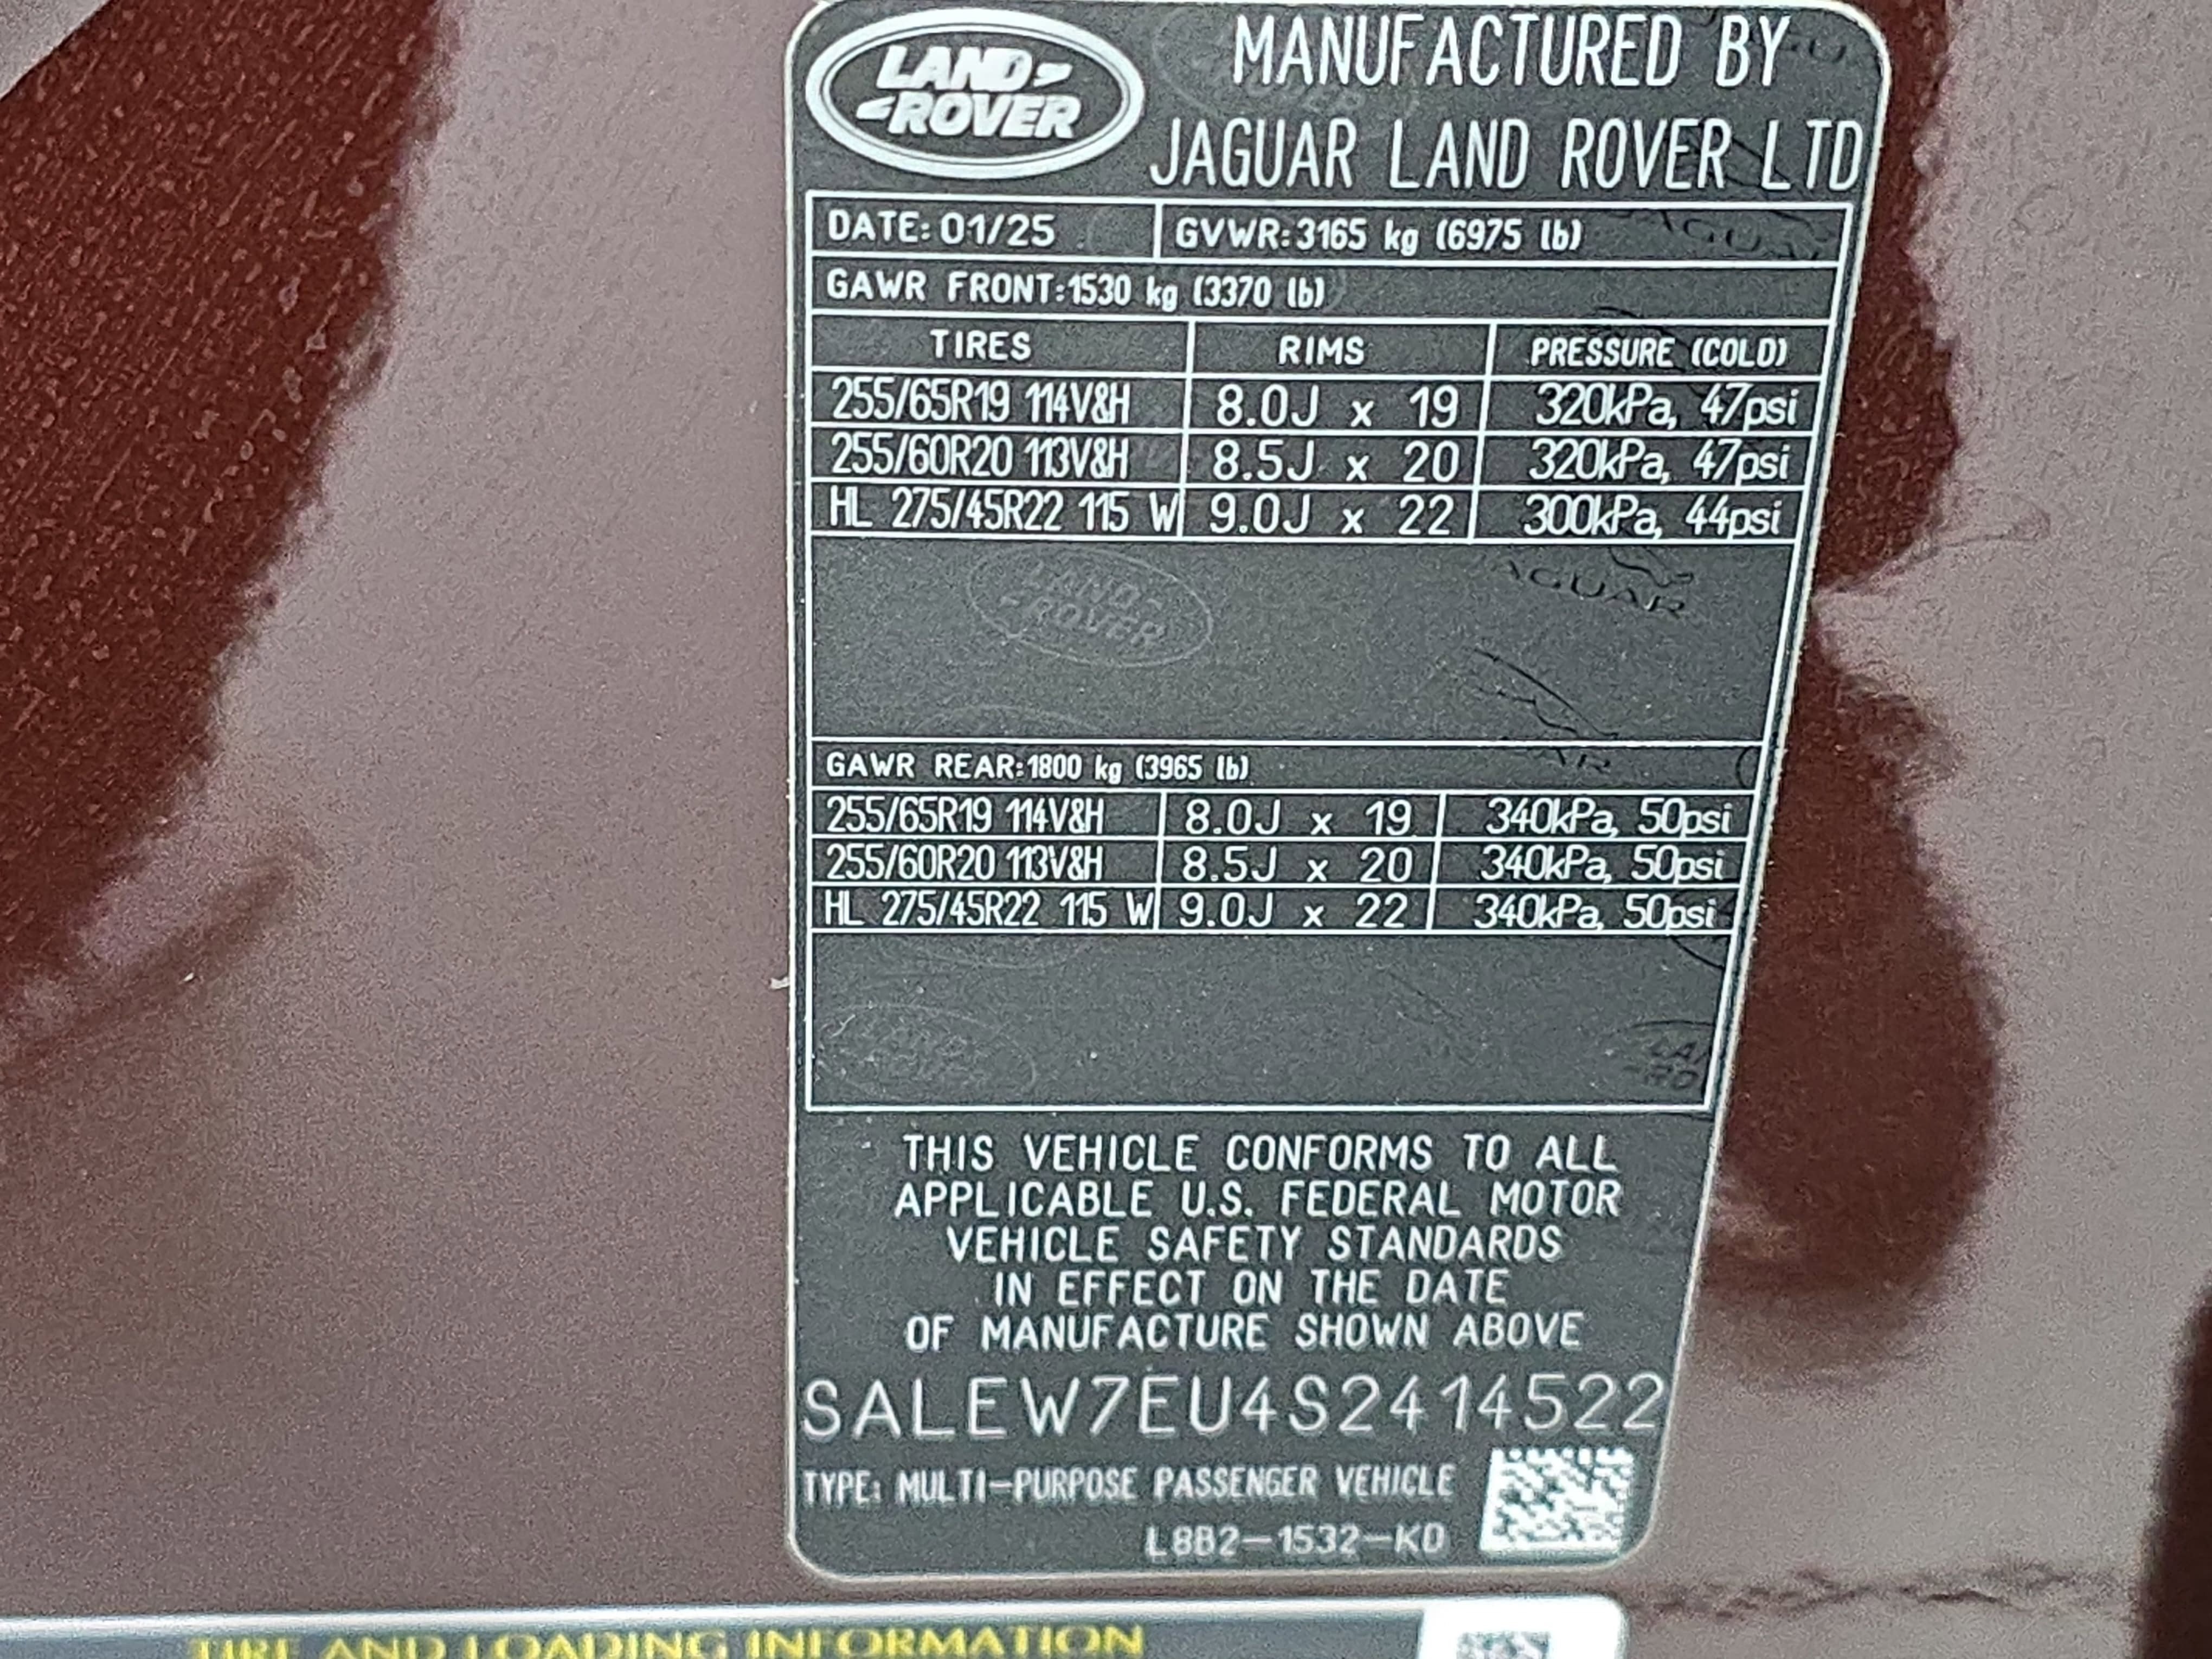 LAND
ROVER
MANUFACTURED BY
JAGUAR LAND ROVER LTD
DATE: 01/25 GVWR: 3165 kg (6975 lb)
GAWR FRONT: 1530 kg (3370 lb)
TIRES RIMS PRESSURE (COLD)
255/65R19 114V&H 8.0J x 19 320kPa, 47psi
255/60R20 113V&H 8.5J x 20 320kPa, 47psi
HL 275/45R22 115 W 9.0J x 22 300kPa, 44psi
LAND
ROVER
JAGUAR
GAWR REAR: 1800 kg (3965 lb)
255/65R19 114V&H 8.0J x 19 340kPa, 50psi
255/60R20 113V&H 8.5J x 20 340kPa, 50psi
HL 275/45R22 115 W 9.0J x 22 340kPa, 50psi
THIS VEHICLE CONFORMS TO ALL
APPLICABLE U.S. FEDERAL MOTOR
VEHICLE SAFETY STANDARDS
IN EFFECT ON THE DATE
OF MANUFACTURE SHOWN ABOVE
SALEW7EU4S2414522
TYPE: MULTI-PURPOSE PASSENGER VEHICLE
L8B2-1532-KD
TIRE AND LOADING INFORMATION